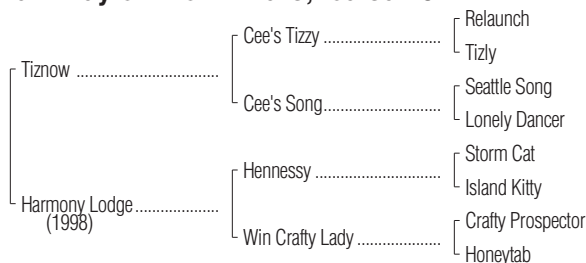 Relaunch
Cee's Tizzy
Tizly
Tiznow
Seattle Song
Cee's Song
Lonely Dancer
Storm Cat
Hennessy
Island Kitty
Harmony Lodge
(1998)
Crafty Prospector
Win Crafty Lady
Honeytab